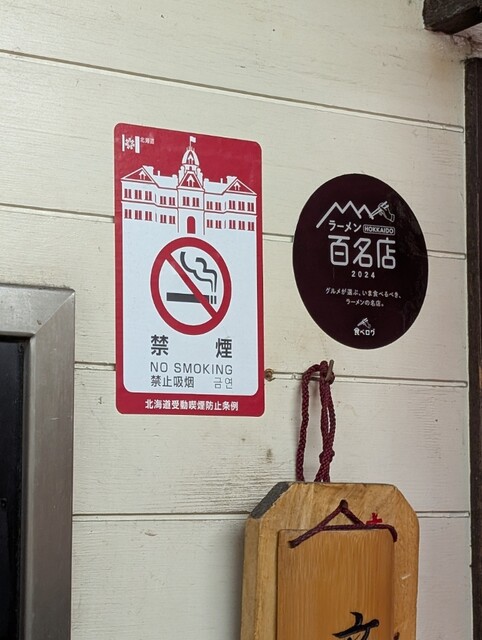 北海道
禁 煙
NO SMOKING
禁止吸烟 금연
北海道受動喫煙防止条例
ラーメン HOKKAIDO
百名店
2024
グルメが選ぶ、いま食べるべき、
ラーメンの名店。
食べログ